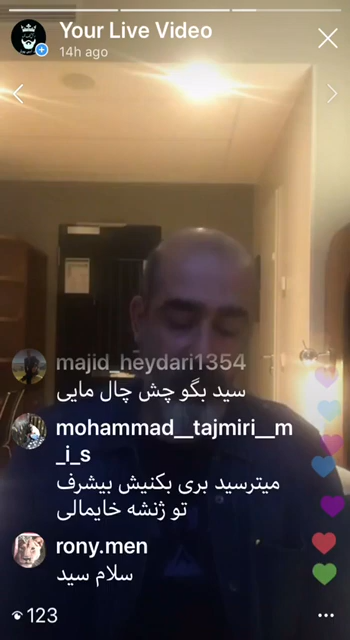 Your Live Video
14h ago
majid_heydari1354
سید بگو چش چال مایی
mohammad__tajmiri__m
_i_s
میترسید بری بکنیش بیشرف
تو ژنشه خایمالی
rony.men
سلام سید
123